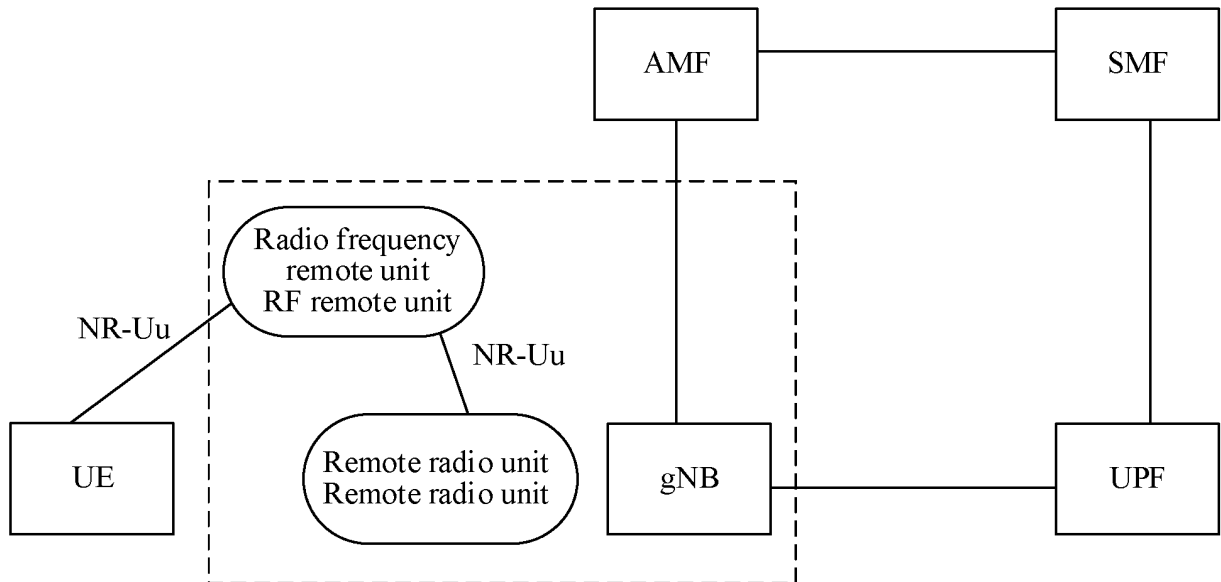 AMF
SMF
Radio frequency
remote unit
RF remote unit
NR-Uu
NR-Uu
UE
Remote radio unit
Remote radio unit
gNB
UPF